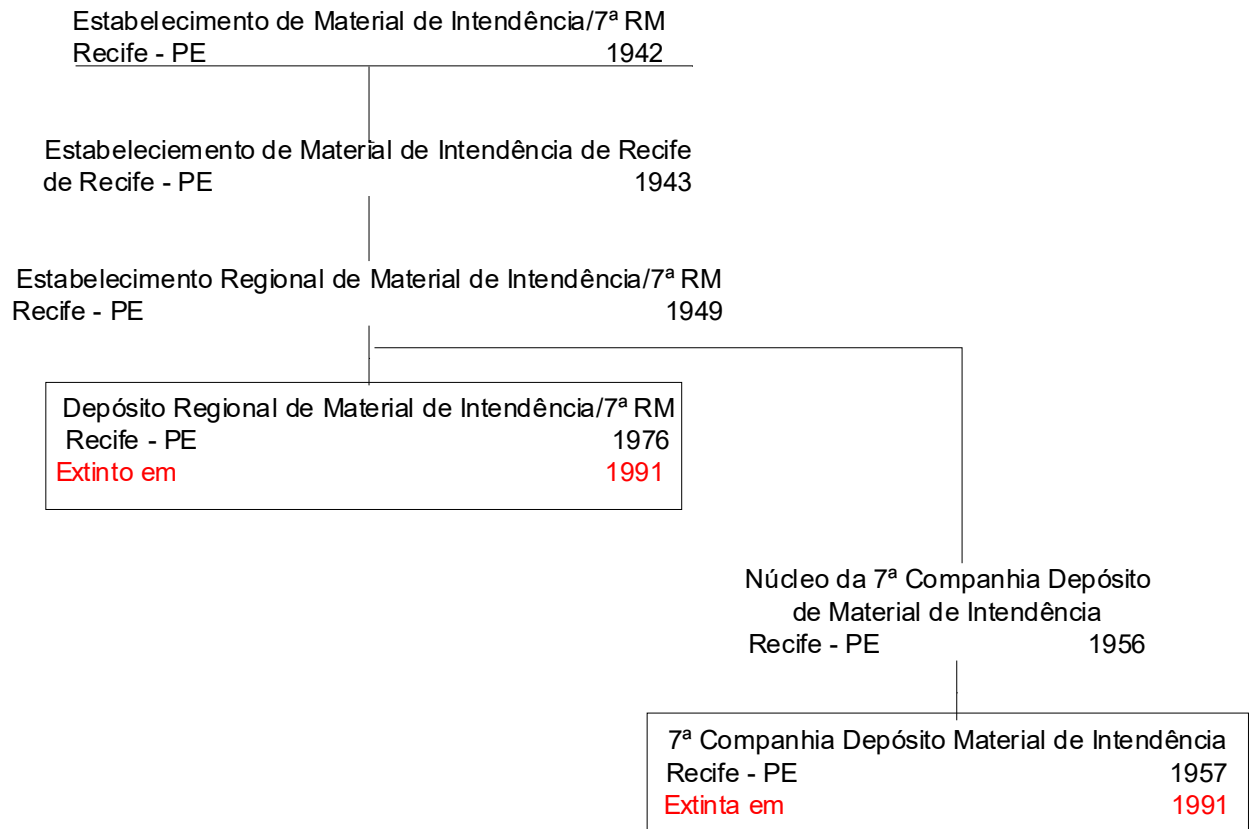 Estabelecimento de Material de Intendência/7ª RM
Recife - PE 1942
Estabeleciemento de Material de Intendência de Recife
de Recife - PE 1943
Estabelecimento Regional de Material de Intendência/7ª RM
Recife - PE 1949
Depósito Regional de Material de Intendência/7ª RM
Recife - PE 1976
Extinto em 1991
Núcleo da 7ª Companhia Depósito
de Material de Intendência
Recife - PE 1956
7ª Companhia Depósito Material de Intendência
Recife - PE 1957
Extinta em 1991